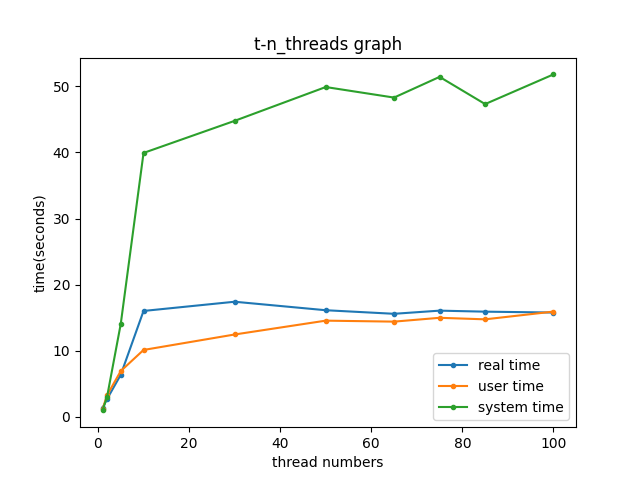 t-n_threads graph
time(seconds)
50
40
30
20
10
0
0 20 40 60 80 100
thread numbers
real time
user time
system time